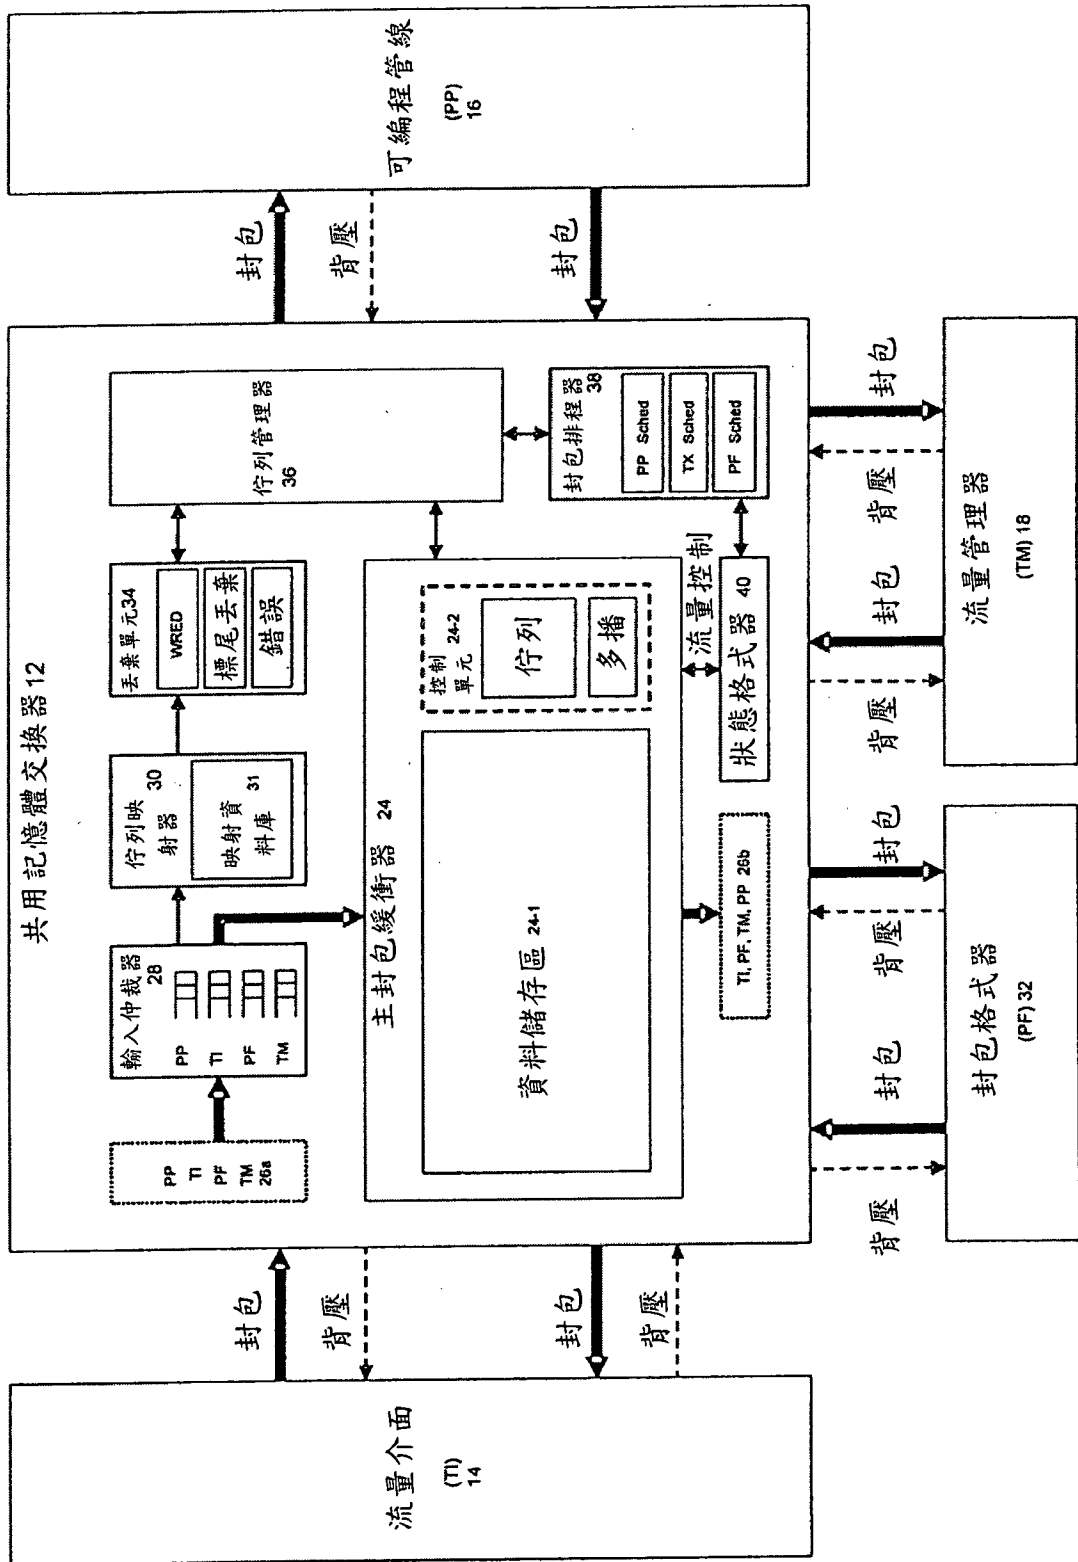 共用記憶體交換器12
流量介面
(TI)
14
封包
背壓
封包
背壓
PP
TI
PF
TM
26a
輸入仲裁器
28
PP
TI
PF
TM
佇列映
射器
30
映射資
料庫
31
丟棄單元34
WRED
標尾丟棄
錯誤
佇列管理器
36
主封包緩衝器 24
資料儲存區 24-1
控制
單元 24-2
佇列
多播
封包排程器
38
PP Sched
TX Sched
PF Sched
流量控制
狀態格式器 40
TI, PF, TM, PP 26b
封包
背壓
封包
可編程管線
(PP)
16
背壓
封包
背壓
封包
封包格式器
(PF) 32
背壓
封包
背壓
封包
流量管理器
(TM) 18